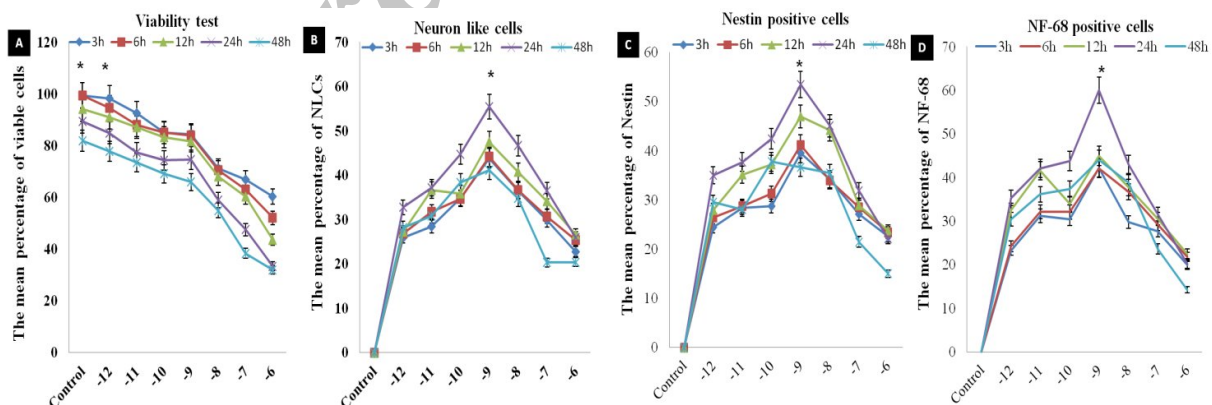 A
Viability test
3h 6h 12h 24h 48h
The mean percentage of viable cells
120
100
80
60
40
20
0
* *
Control -12 -11 -10 -9 -8 -7 -6
B
Neuron like cells
3h 6h 12h 24h 48h
The mean percentage of NLCs
70
60
50
40
30
20
10
0
*
Control -12 -11 -10 -9 -8 -7 -6
C
Nestin positive cells
3h 6h 12h 24h 48h
The mean percentage of Nestin
60
50
40
30
20
10
0
*
Control -12 -11 -10 -9 -8 -7 -6
D
NF-68 positive cells
3h 6h 12h 24h 48h
The mean percentage of NF-68
70
60
50
40
30
20
10
0
*
Control -12 -11 -10 -9 -8 -7 -6